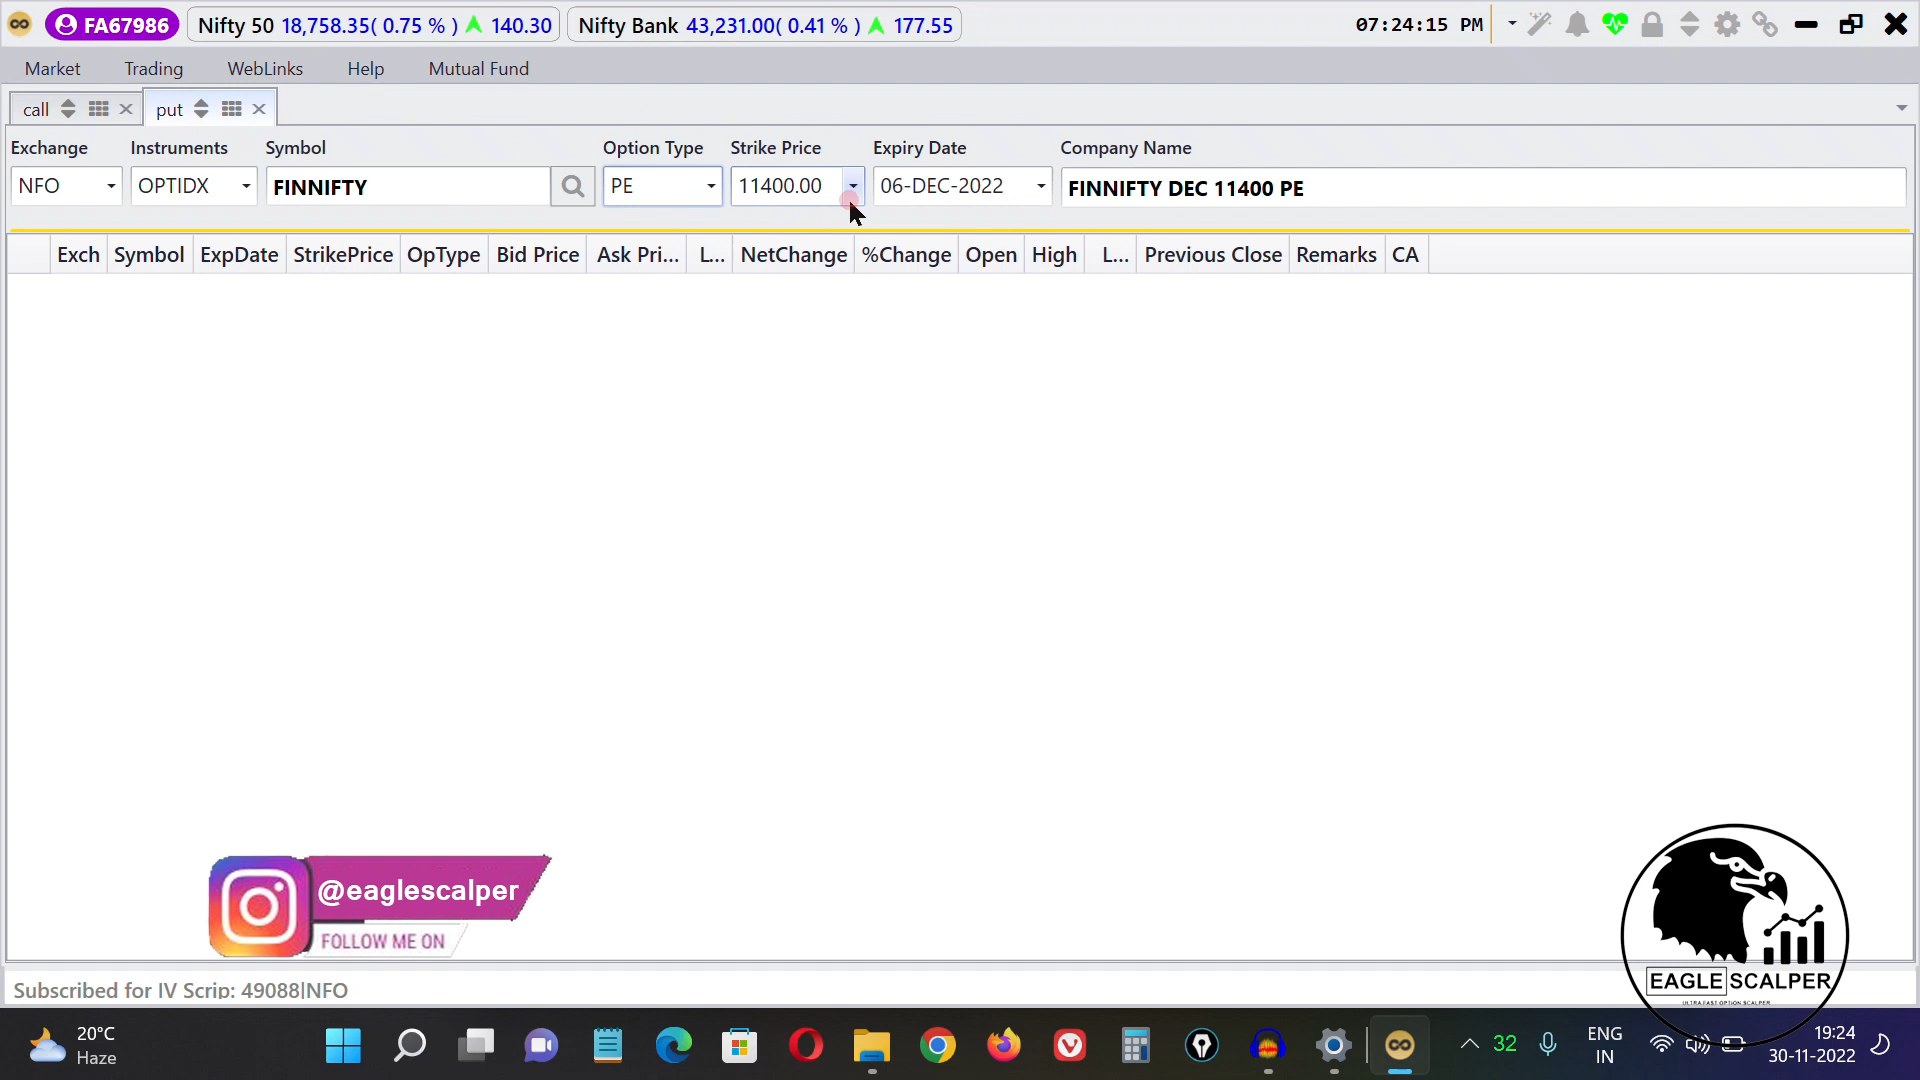 FA67986 Nifty 50 18,758.35( 0.75 % ) 140.30 Nifty Bank 43,231.00( 0.41 % ) 177.55 07:24:15 PM
Market Trading WebLinks Help Mutual Fund
call put
Exchange Instruments Symbol Option Type Strike Price Expiry Date Company Name
NFO OPTIDX FINNIFTY PE 11400.00 06-DEC-2022 FINNIFTY DEC 11400 PE
Exch Symbol ExpDate StrikePrice OpType Bid Price Ask Pri... L... NetChange %Change Open High L... Previous Close Remarks CA
@eaglescalper
FOLLOW ME ON
EAGLE SCALPER
ULTRA FAST OPTION SCALPER
Subscribed for IV Scrip: 49088|NFO
20°C
Haze
32
ENG
IN
19:24
30-11-2022